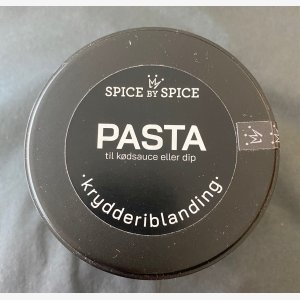 SPICE BY SPICE
PASTA
til kødsauce eller dip
·krydderiblanding·